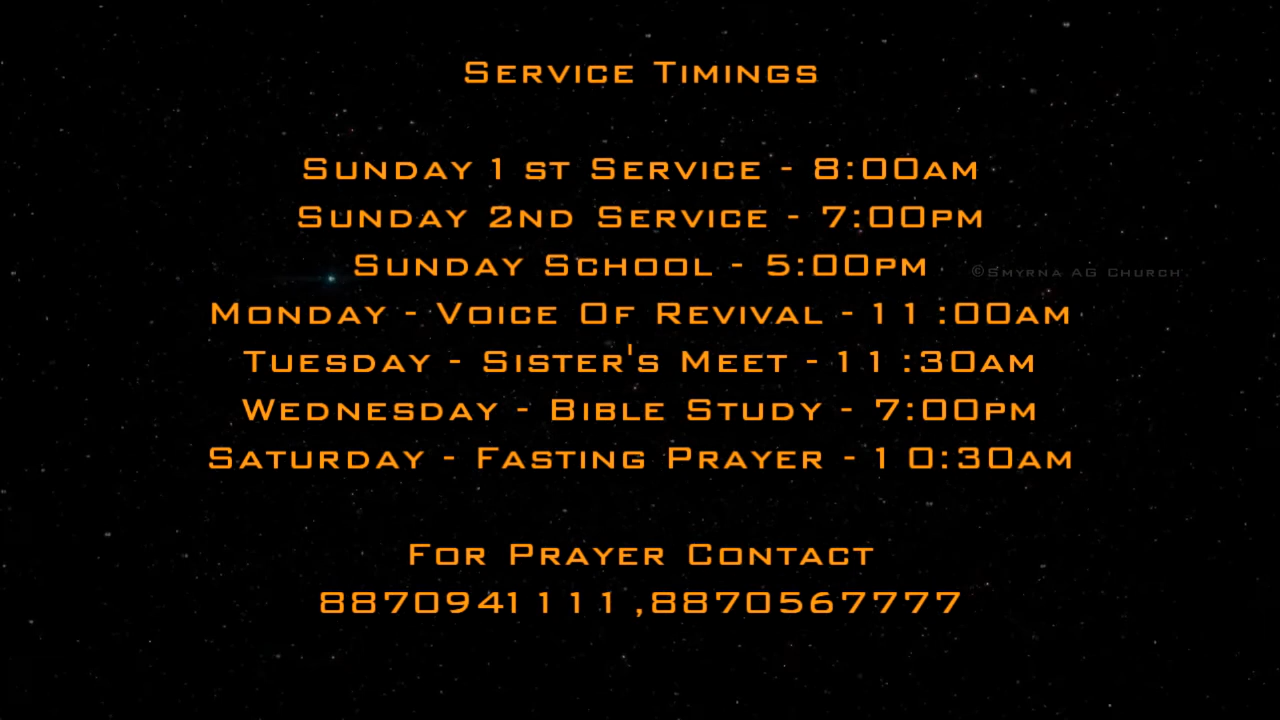 Service Timings
Sunday 1st Service - 8:00am
Sunday 2nd Service - 7:00pm
Sunday School - 5:00pm
©Smyrna AG Church
Monday - Voice Of Revival - 11:00am
Tuesday - Sister's Meet - 11:30am
Wednesday - Bible Study - 7:00pm
Saturday - Fasting Prayer - 10:30am
For Prayer Contact
8870941111,8870567777